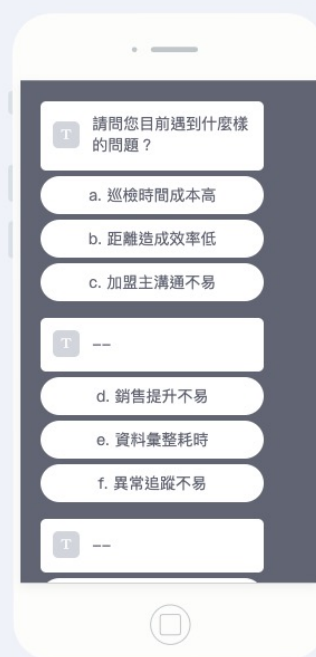 T
請問您目前遇到什麼樣
的問題？
a. 巡檢時間成本高
b. 距離造成效率低
c. 加盟主溝通不易
T
--
d. 銷售提升不易
e. 資料彙整耗時
f. 異常追蹤不易
T
--